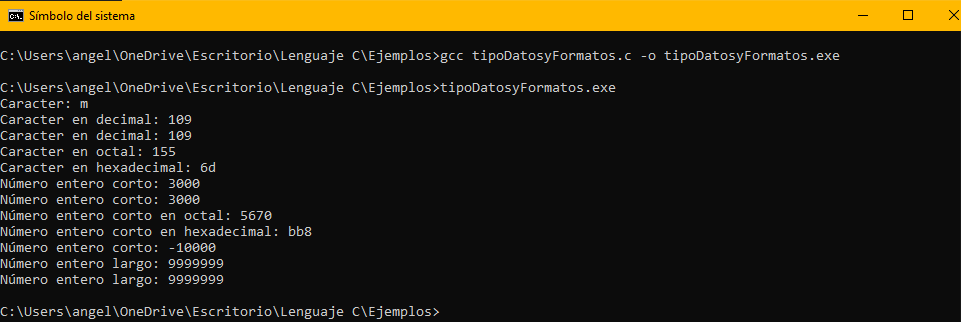 Símbolo del sistema
C:\Users\angel\OneDrive\Escritorio\Lenguaje C\Ejemplos>gcc tipoDatosyFormatos.c -o tipoDatosyFormatos.exe
C:\Users\angel\OneDrive\Escritorio\Lenguaje C\Ejemplos>tipoDatosyFormatos.exe
Caracter: m
Caracter en decimal: 109
Caracter en decimal: 109
Caracter en octal: 155
Caracter en hexadecimal: 6d
Número entero corto: 3000
Número entero corto: 3000
Número entero corto en octal: 5670
Número entero corto en hexadecimal: bb8
Número entero corto: -10000
Número entero largo: 9999999
Número entero largo: 9999999
C:\Users\angel\OneDrive\Escritorio\Lenguaje C\Ejemplos>